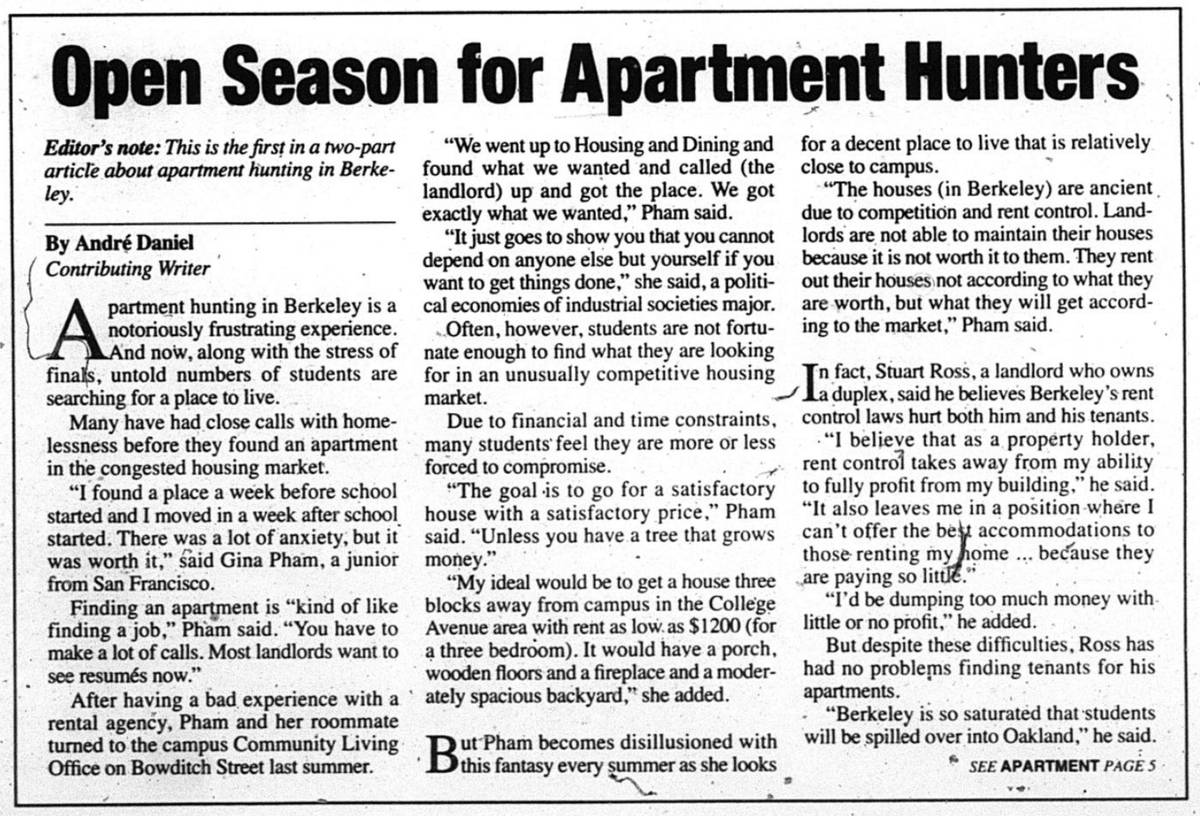 Open Season for Apartment Hunters
Editor's note: This is the first in a two-part
article about apartment hunting in Berke-
ley.
By André Daniel
Contributing Writer
Apartment hunting in Berkeley is a
notoriously frustrating experience.
And now, along with the stress of
finals, untold numbers of students are
searching for a place to live.
Many have had close calls with home-
lessness before they found an apartment
in the congested housing market.
"I found a place a week before school
started and I moved in a week after school
started. There was a lot of anxiety, but it
was worth it," said Gina Pham, a junior
from San Francisco.
Finding an apartment is "kind of like
finding a job," Pham said. "You have to
make a lot of calls. Most landlords want to
see resumés now."
After having a bad experience with a
rental agency, Pham and her roommate
turned to the campus Community Living
Office on Bowditch Street last summer.
"We went up to Housing and Dining and
found what we wanted and called (the
landlord) up and got the place. We got
exactly what we wanted," Pham said.
"It just goes to show you that you cannot
depend on anyone else but yourself if you
want to get things done," she said, a politi-
cal economies of industrial societies major.
Often, however, students are not fortu-
nate enough to find what they are looking
for in an unusually competitive housing
market.
Due to financial and time constraints,
many students feel they are more or less
forced to compromise.
"The goal is to go for a satisfactory
house with a satisfactory price," Pham
said. "Unless you have a tree that grows
money."
"My ideal would be to get a house three
blocks away from campus in the College
Avenue area with rent as low as $1200 (for
a three bedroom). It would have a porch,
wooden floors and a fireplace and a moder-
ately spacious backyard," she added.
But Pham becomes disillusioned with
this fantasy every summer as she looks
for a decent place to live that is relatively
close to campus.
"The houses (in Berkeley) are ancient
due to competition and rent control. Land-
lords are not able to maintain their houses
because it is not worth it to them. They rent
out their houses not according to what they
are worth, but what they will get accord-
ing to the market," Pham said.
In fact, Stuart Ross, a landlord who owns
a duplex, said he believes Berkeley's rent
control laws hurt both him and his tenants.
"I believe that as a property holder,
rent control takes away from my ability
to fully profit from my building," he said.
"It also leaves me in a position where I
can't offer the best accommodations to
those renting my home ... because they
are paying so little."
"I'd be dumping too much money with
little or no profit," he added.
But despite these difficulties, Ross has
had no problems finding tenants for his
apartments.
"Berkeley is so saturated that students
will be spilled over into Oakland," he said.
SEE APARTMENT PAGE 5